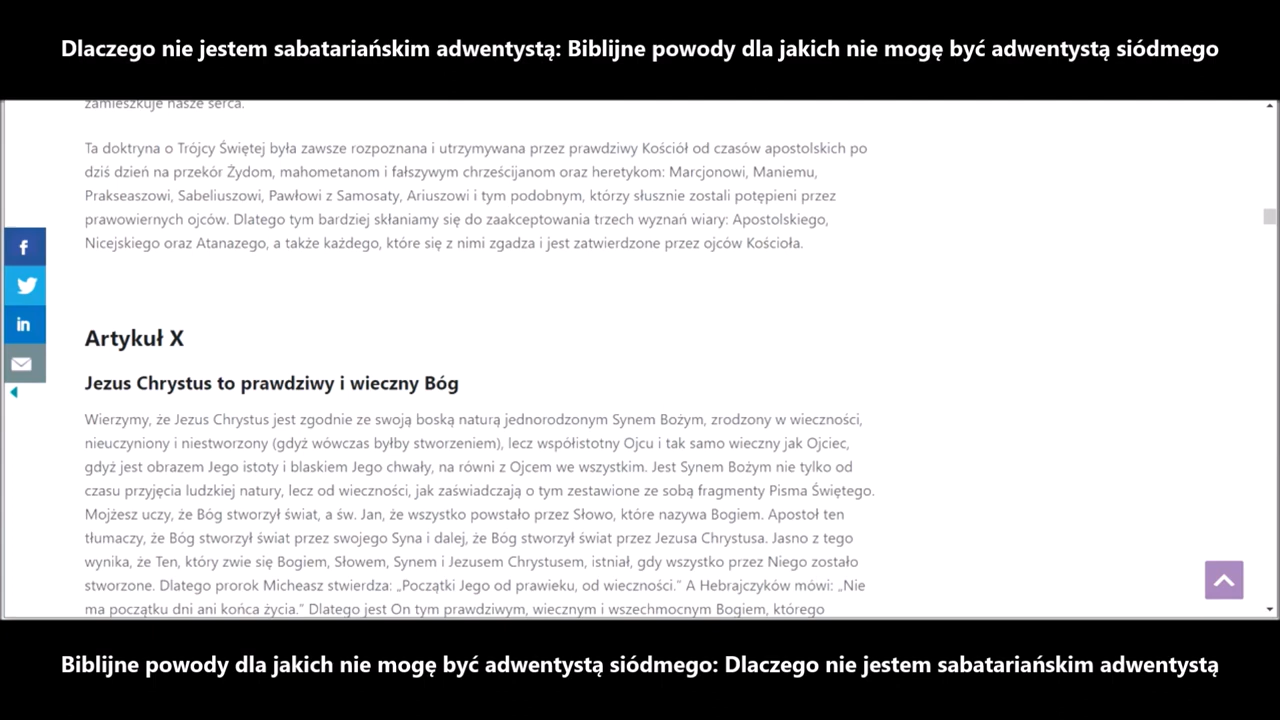 Dlaczego nie jestem sabatariańskim adwentystą: Biblijne powody dla jakich nie mogę być adwentystą siódmego
zamieszkuje nasze serca.
Ta doktryna o Trójcy Świętej była zawsze rozpoznana i utrzymywana przez prawdziwy Kościół od czasów apostolskich po
dziś dzień na przekór Żydom, mahometanom i fałszywym chrześcijanom oraz heretykom: Marcjonowi, Maniemu,
Prakseaszowi, Sabeliuszowi, Pawłowi z Samosaty, Ariuszowi i tym podobnym, którzy słusznie zostali potępieni przez
prawowiernych ojców. Dlatego tym bardziej skłaniamy się do zaakceptowania trzech wyznań wiary: Apostolskiego,
Nicejskiego oraz Atanazego, a także każdego, które się z nimi zgadza i jest zatwierdzone przez ojców Kościoła.
Artykuł X
Jezus Chrystus to prawdziwy i wieczny Bóg
Wierzymy, że Jezus Chrystus jest zgodnie ze swoją boską naturą jednorodzonym Synem Bożym, zrodzony w wieczności,
nieuczyniony i niestworzony (gdyż wówczas byłby stworzeniem), lecz współistotny Ojcu i tak samo wieczny jak Ojciec,
gdyż jest obrazem Jego istoty i blaskiem Jego chwały, na równi z Ojcem we wszystkim. Jest Synem Bożym nie tylko od
czasu przyjęcia ludzkiej natury, lecz od wieczności, jak zaświadczają o tym zestawione ze sobą fragmenty Pisma Świętego.
Mojżesz uczy, że Bóg stworzył świat, a św. Jan, że wszystko powstało przez Słowo, które nazywa Bogiem. Apostoł ten
tłumaczy, że Bóg stworzył świat przez swojego Syna i dalej, że Bóg stworzył świat przez Jezusa Chrystusa. Jasno z tego
wynika, że Ten, który zwie się Bogiem, Słowem, Synem i Jezusem Chrystusem, istniał, gdy wszystko przez Niego zostało
stworzone. Dlatego prorok Micheasz stwierdza: „Początki Jego od prawieku, od wieczności.” A Hebrajczyków mówi: „Nie
ma początku dni ani końca życia.” Dlatego jest On tym prawdziwym, wiecznym i wszechmocnym Bogiem, którego
Biblijne powody dla jakich nie mogę być adwentystą siódmego: Dlaczego nie jestem sabatariańskim adwentystą